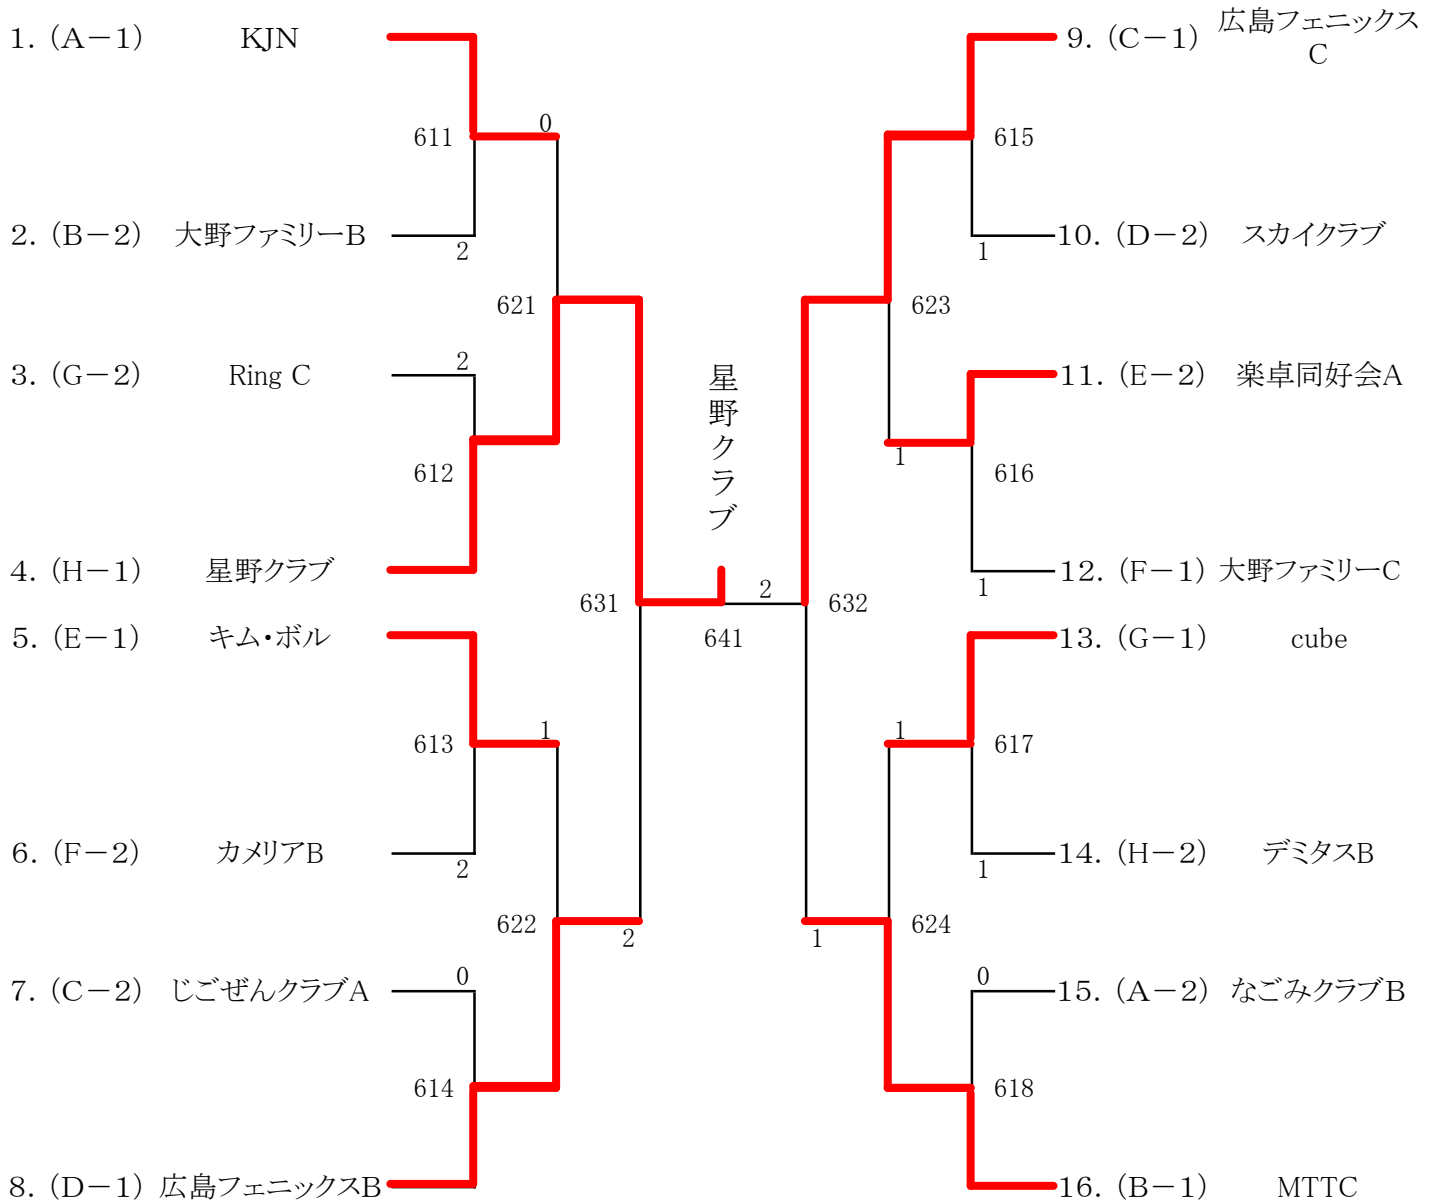 1. (A－1) KJN
0
611
2. (B－2) 大野ファミリーB
2
621
3. (G－2) Ring C
2
612
4. (H－1) 星野クラブ
631
5. (E－1) キム・ボル
613
1
6. (F－2) カメリアB
2
622
2
7. (C－2) じごぜんクラブA
0
614
8. (D－1) 広島フェニックスB
星野クラブ
2
641
9. (C－1) 広島フェニックス
C
615
10. (D－2) スカイクラブ
1
623
11. (E－2) 楽卓同好会A
1
616
12. (F－1) 大野ファミリーC
1
632
13. (G－1) cube
1
617
14. (H－2) デミタスB
1
1
624
15. (A－2) なごみクラブB
0
618
16. (B－1) MTTC